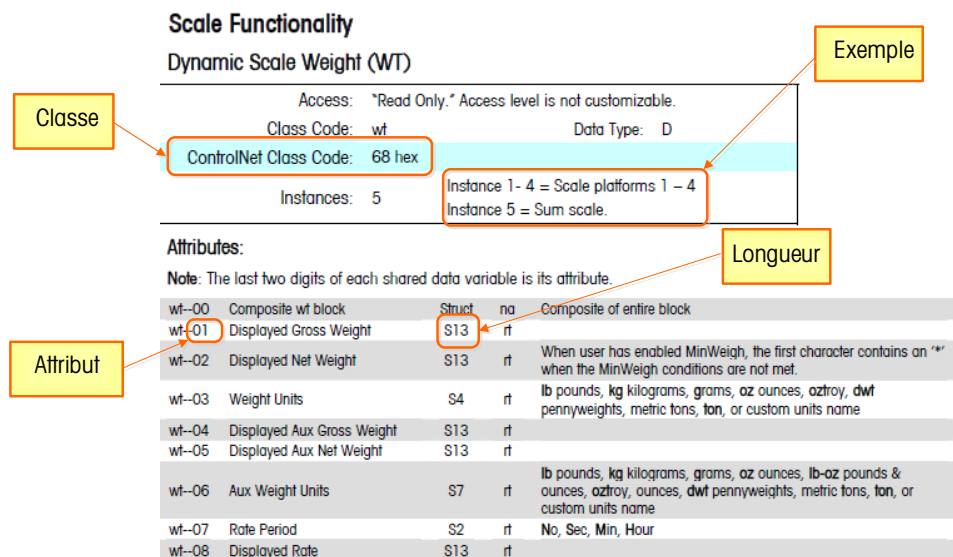 Scale Functionality
Exemple
Dynamic Scale Weight (WT)
Classe
Access: "Read Only." Access level is not customizable.
Class Code: wt Data Type: D
ControlNet Class Code: 68 hex
Instances: 5 Instance 1- 4 = Scale platforms 1 – 4
Instance 5 = Sum scale.
Attributes:
Longueur
Note: The last two digits of each shared data variable is its attribute.
wt--00 Composite wt block Struct na Composite of entire block
wt--01 Displayed Gross Weight S13 rt
Attribut
wt--02 Displayed Net Weight S13 rt When user has enabled MinWeigh, the first character contains an '*'
when the MinWeigh conditions are not met.
wt--03 Weight Units S4 rt lb pounds, kg kilograms, grams, oz ounces, oztroy, dwt
pennyweights, metric tons, ton, or custom units name
wt--04 Displayed Aux Gross Weight S13 rt
wt--05 Displayed Aux Net Weight S13 rt
wt--06 Aux Weight Units S7 rt lb pounds, kg kilograms, grams, oz ounces, lb-oz pounds &
ounces, oztroy, ounces, dwt pennyweights, metric tons, ton, or
custom units name
wt--07 Rate Period S2 rt No, Sec, Min, Hour
wt--08 Displayed Rate S13 rt